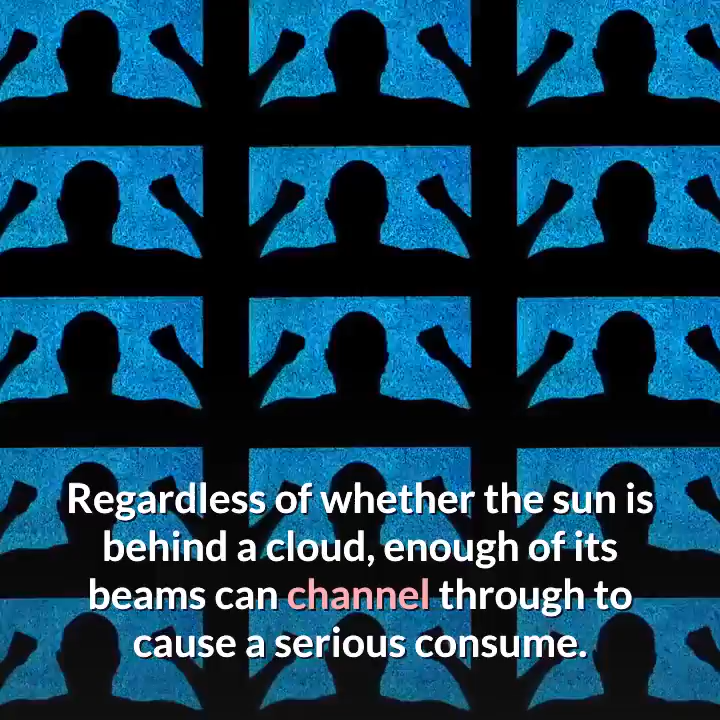 Regardless of whether the sun is
behind a cloud, enough of its
beams can channel through to
cause a serious consume.